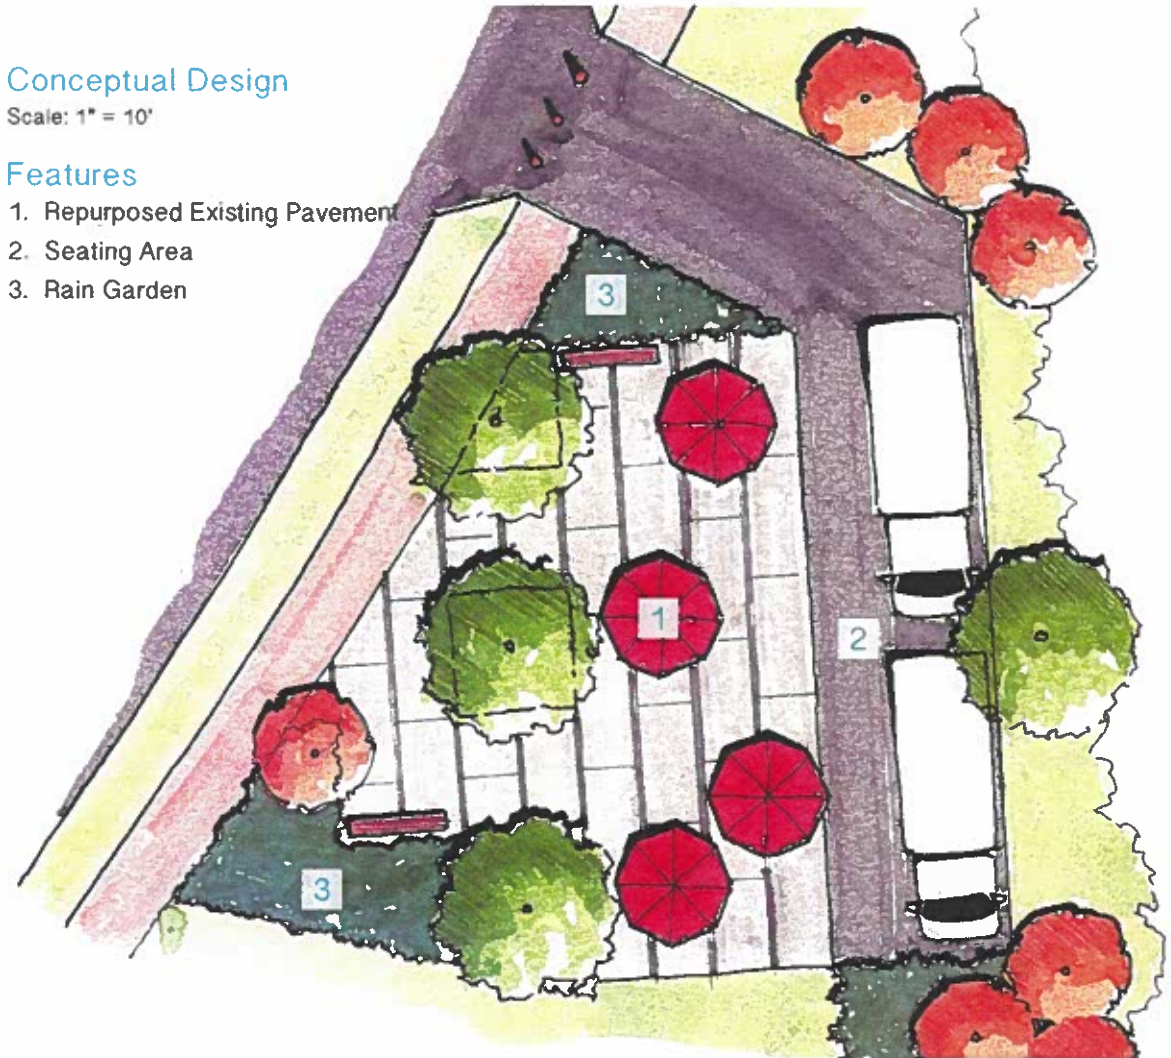 Conceptual Design
Scale: 1" = 10'
Features
1. Repurposed Existing Pavement
2. Seating Area
3. Rain Garden
3
1
2
3